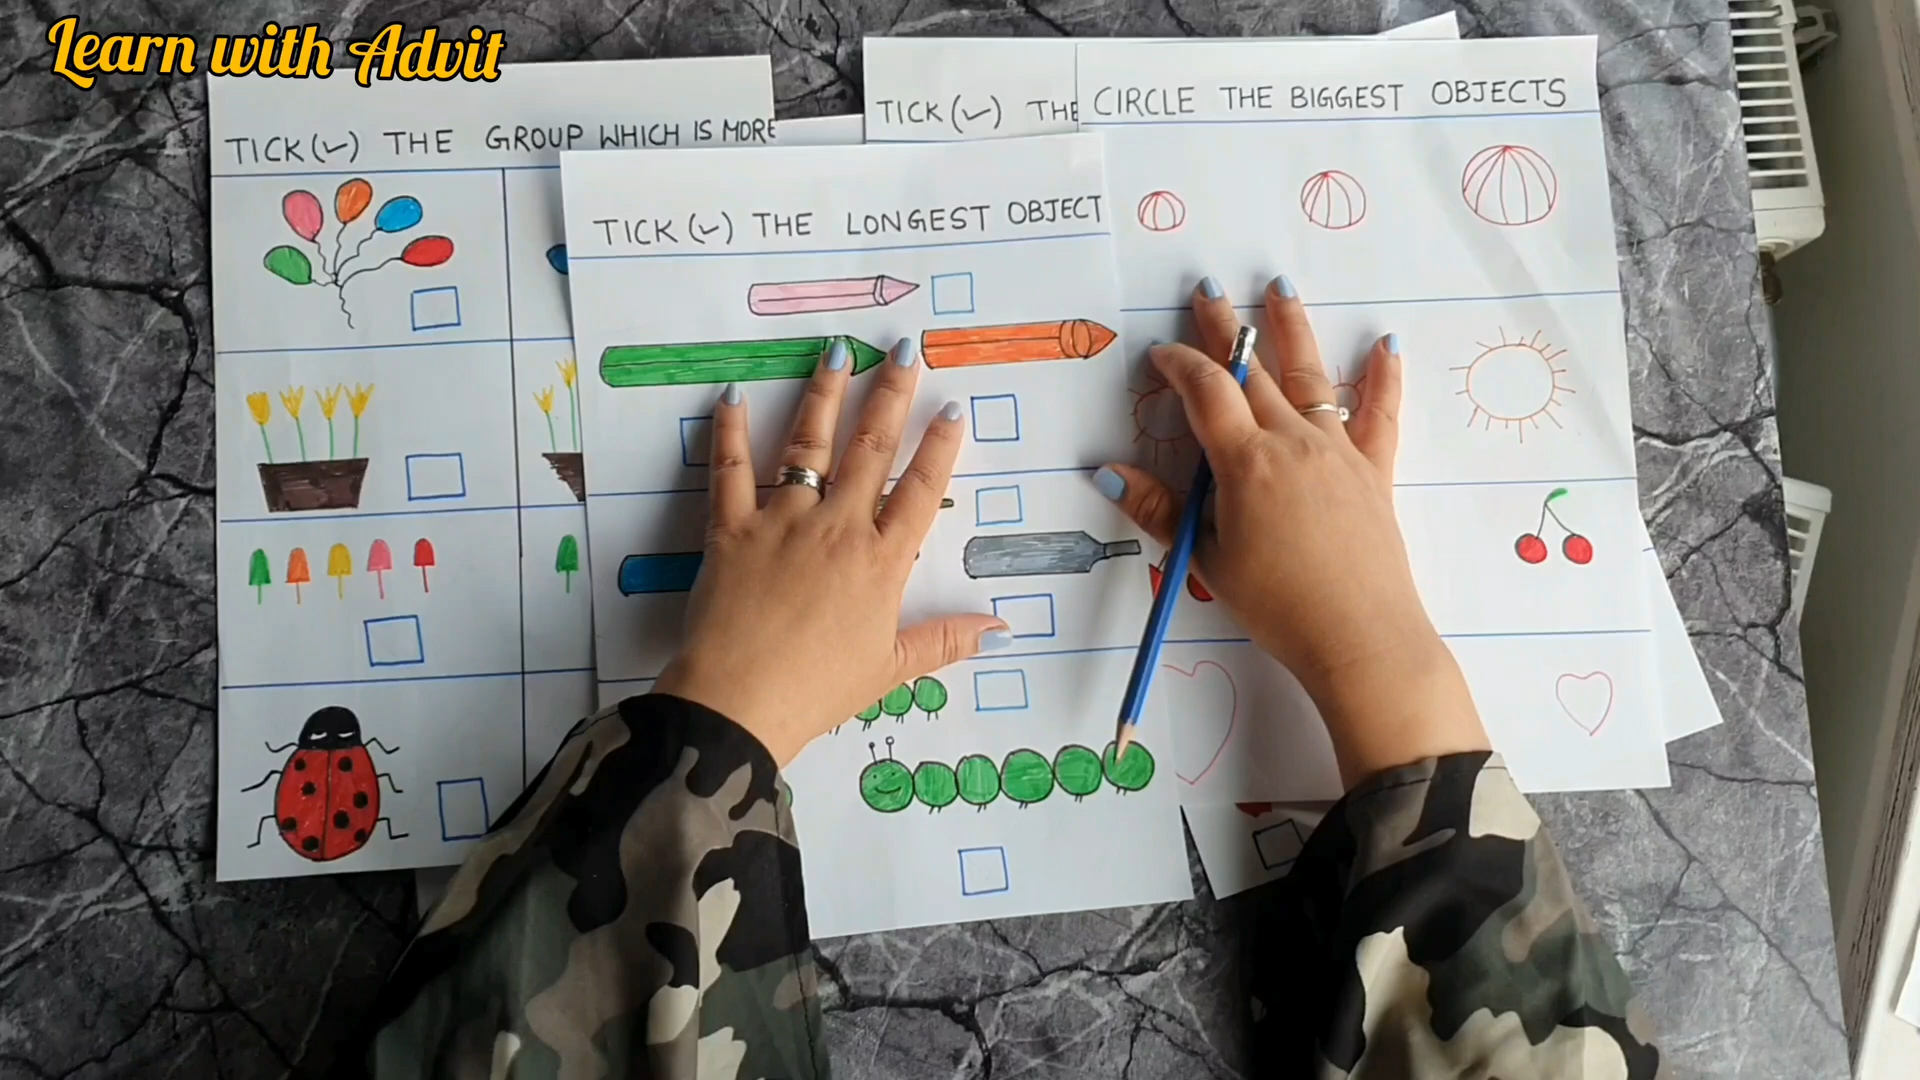 Learn with Advit
TICK (✓) THE GROUP WHICH IS MORE
TICK (✓) THE LONGEST OBJECT
TICK (✓) THE
CIRCLE THE BIGGEST OBJECTS